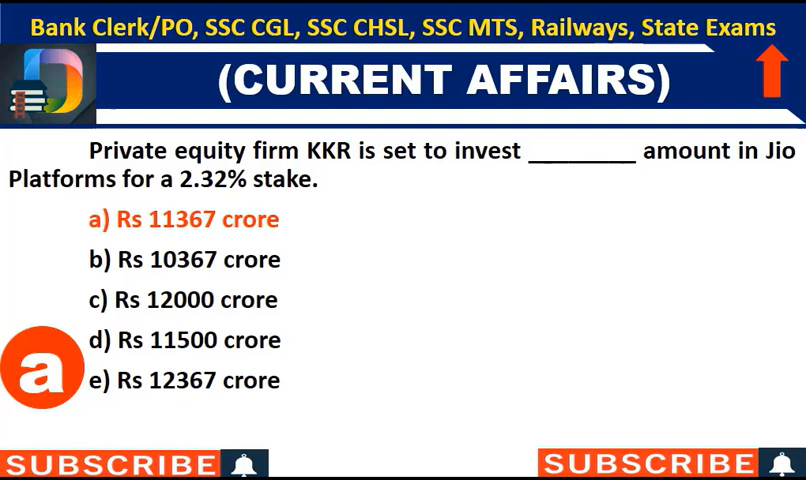 Bank Clerk/PO, SSC CGL, SSC CHSL, SSC MTS, Railways, State Exams
(CURRENT AFFAIRS)
Private equity firm KKR is set to invest ________ amount in Jio
Platforms for a 2.32% stake.
a) Rs 11367 crore
b) Rs 10367 crore
c) Rs 12000 crore
d) Rs 11500 crore
e) Rs 12367 crore
a
SUBSCRIBE
SUBSCRIBE